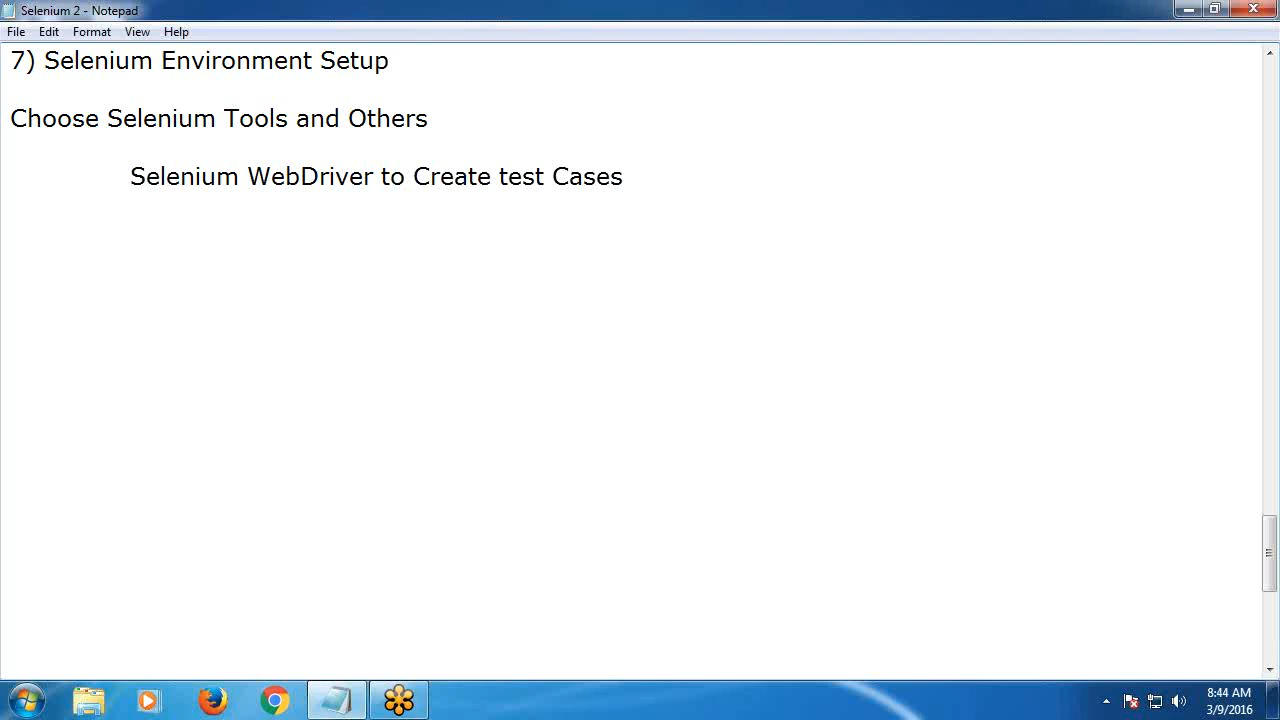 Selenium 2 - Notepad
File Edit Format View Help
7) Selenium Environment Setup
Choose Selenium Tools and Others
Selenium WebDriver to Create test Cases
8:44 AM
3/9/2016